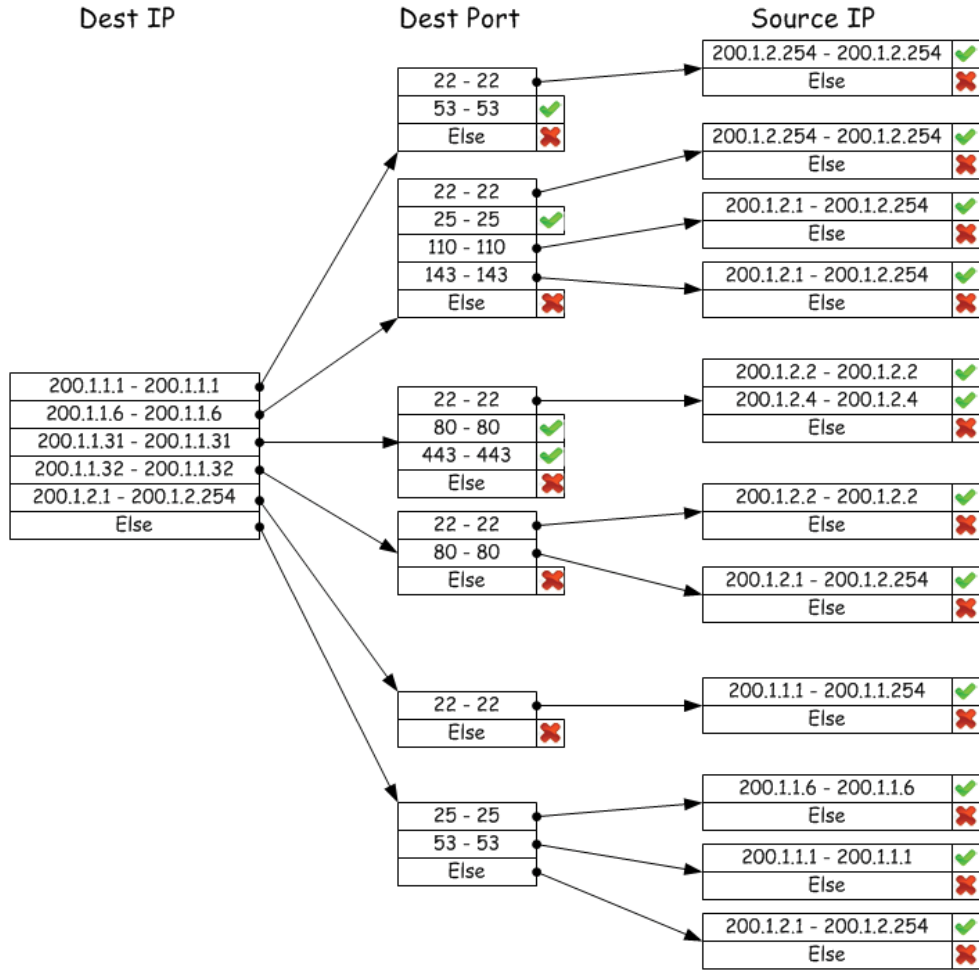 Dest IP
Dest Port
Source IP
200.1.1.1 - 200.1.1.1
200.1.1.6 - 200.1.1.6
200.1.1.31 - 200.1.1.31
200.1.1.32 - 200.1.1.32
200.1.2.1 - 200.1.2.254
Else
22 - 22
53 - 53
Else
22 - 22
25 - 25
110 - 110
143 - 143
Else
22 - 22
80 - 80
443 - 443
Else
22 - 22
80 - 80
Else
22 - 22
Else
25 - 25
53 - 53
Else
200.1.2.254 - 200.1.2.254
Else
200.1.2.254 - 200.1.2.254
Else
200.1.2.1 - 200.1.2.254
Else
200.1.2.1 - 200.1.2.254
Else
200.1.2.2 - 200.1.2.2
200.1.2.4 - 200.1.2.4
Else
200.1.2.2 - 200.1.2.2
Else
200.1.2.1 - 200.1.2.254
Else
200.1.1.1 - 200.1.1.254
Else
200.1.1.6 - 200.1.1.6
Else
200.1.1.1 - 200.1.1.1
Else
200.1.2.1 - 200.1.2.254
Else